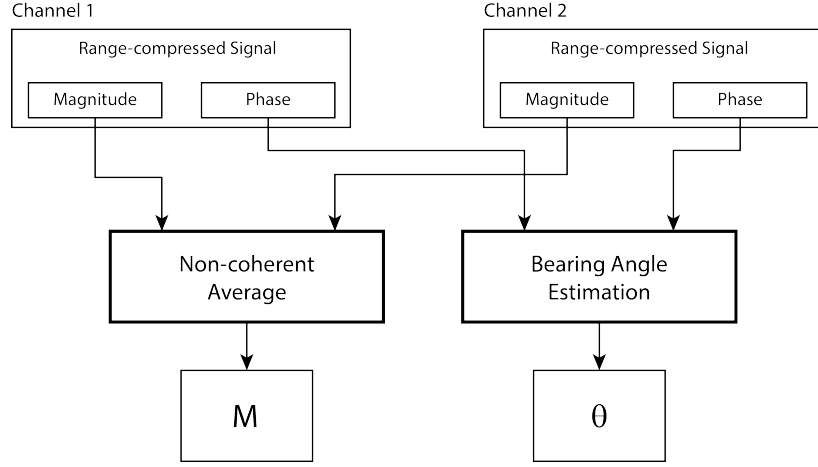 Channel 1
Channel 2
Range-compressed Signal
Range-compressed Signal
Magnitude
Phase
Magnitude
Phase
Non-coherent
Average
Bearing Angle
Estimation
M
θ